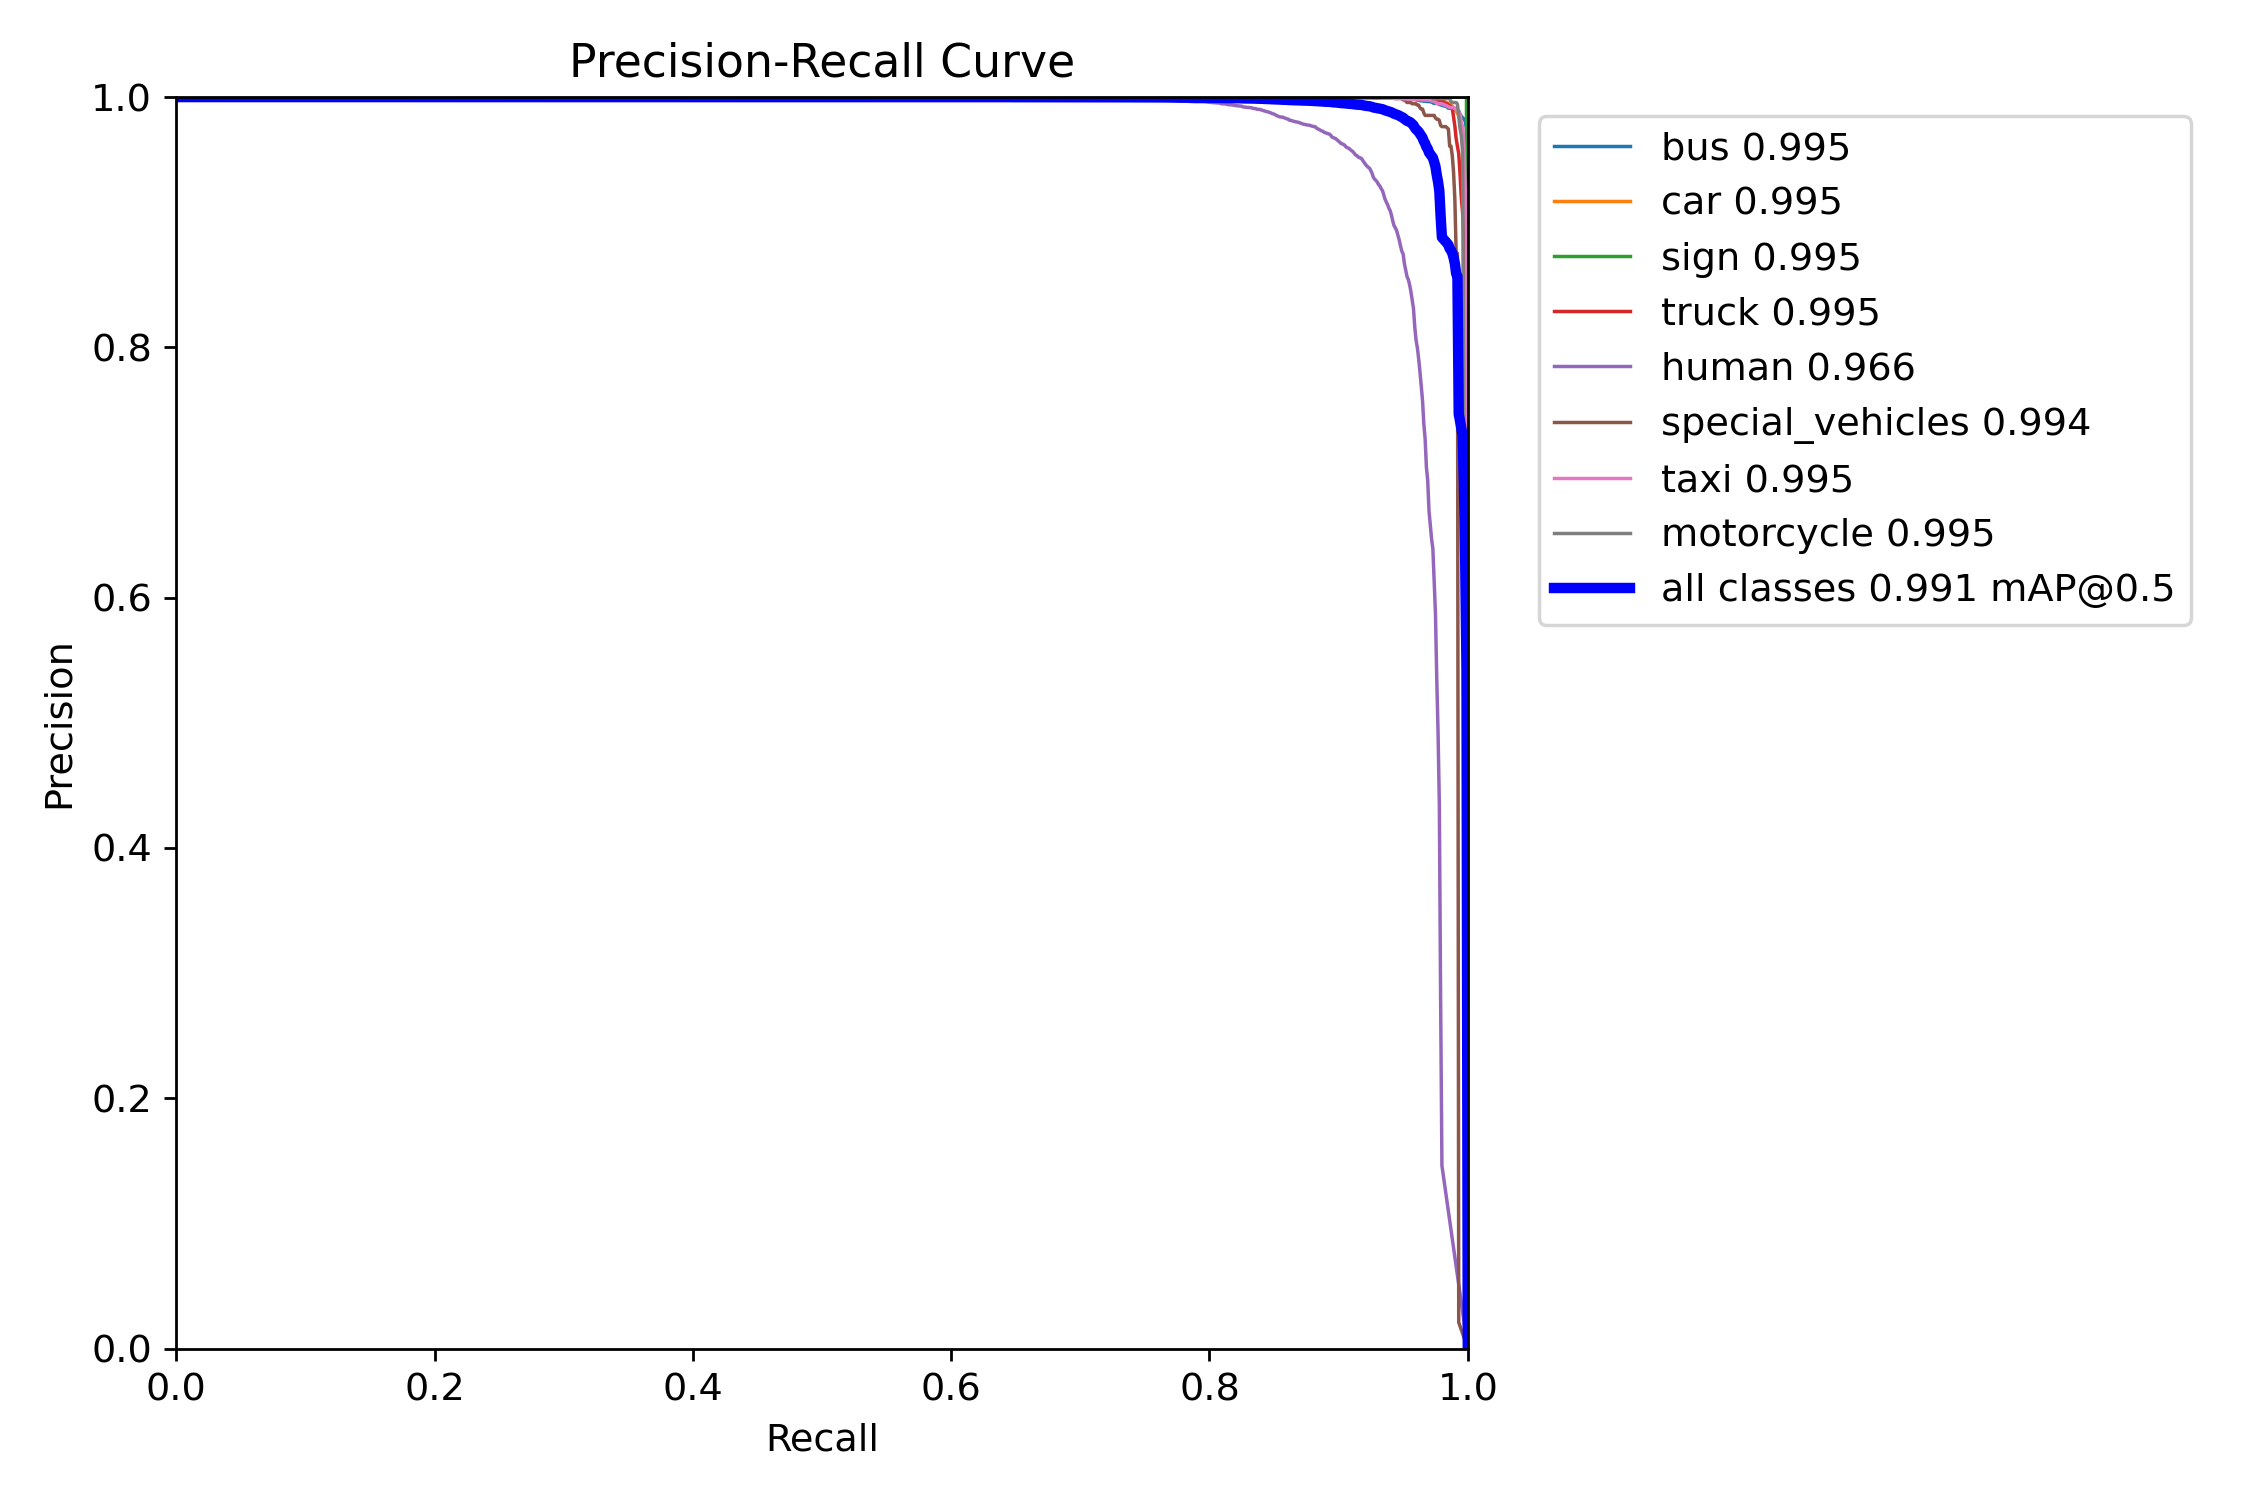 Precision-Recall Curve
1.0
0.8
0.6
0.4
0.2
0.0
Precision
0.0 0.2 0.4 0.6 0.8 1.0
Recall
bus 0.995
car 0.995
sign 0.995
truck 0.995
human 0.966
special_vehicles 0.994
taxi 0.995
motorcycle 0.995
all classes 0.991 mAP@0.5